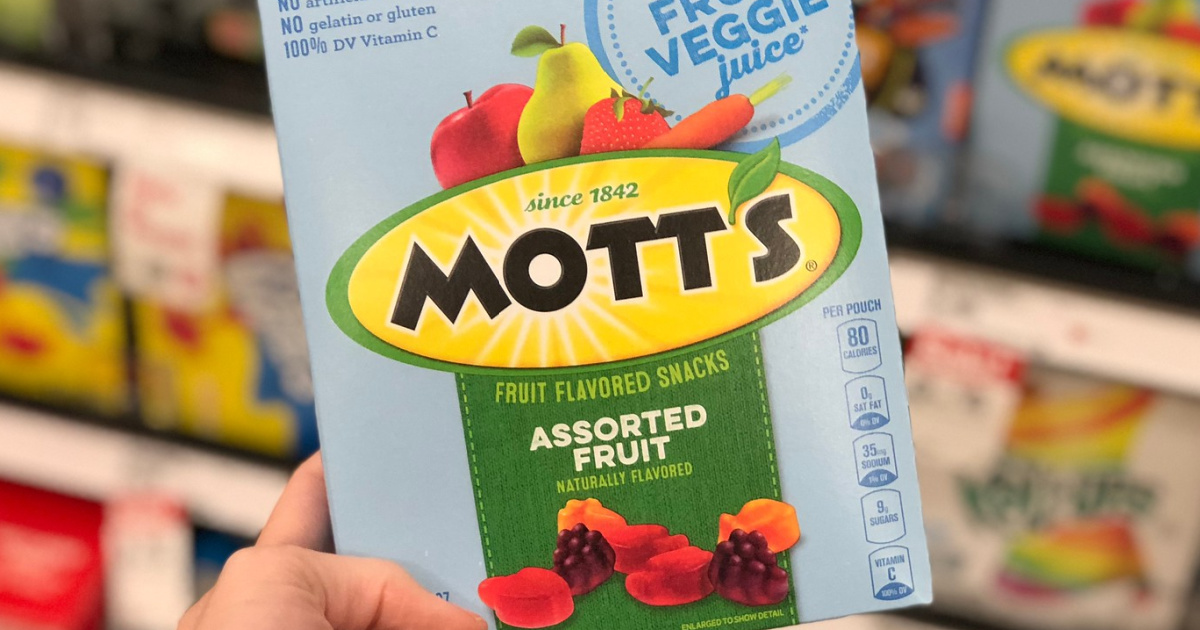 NO
NO gelatin or gluten
100% DV Vitamin C
VEGGIE
juice*
since 1842
MOTT'S®
FRUIT FLAVORED SNACKS
ASSORTED
FRUIT
NATURALLY FLAVORED
ENLARGED TO SHOW DETAIL
PER POUCH
80
CALORIES
0g
SAT FAT
0% DV
35mg
SODIUM
1% DV
9g
SUGARS
VITAMIN
C
MOTT'S